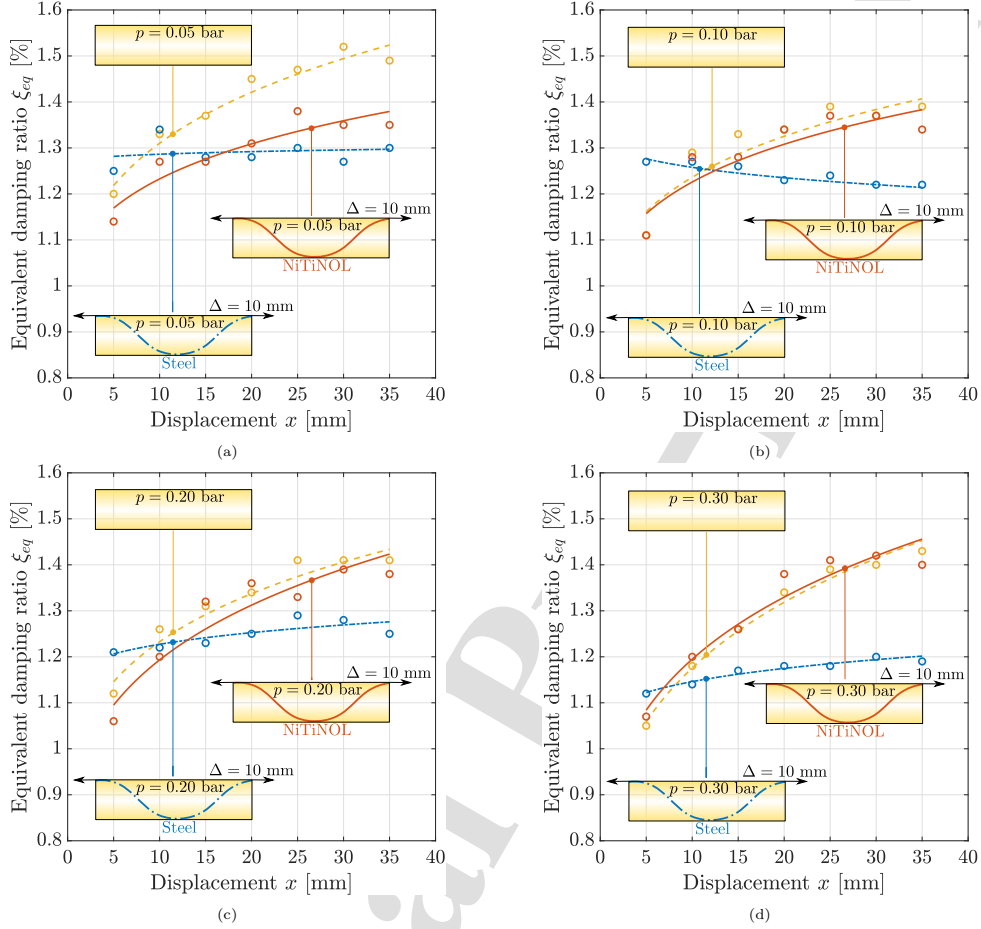 1.6
1.5
1.4
1.3
1.2
1.1
1
0.9
0.8
Equivalent damping ratio ξeq [%]
p = 0.05 bar
Δ = 10 mm
p = 0.05 bar
NiTiNOL
Δ = 10 mm
p = 0.05 bar
Steel
0 5 10 15 20 25 30 35 40
Displacement x [mm]
(a)
1.6
1.5
1.4
1.3
1.2
1.1
1
0.9
0.8
Equivalent damping ratio ξeq [%]
p = 0.10 bar
Δ = 10 mm
p = 0.10 bar
NiTiNOL
Δ = 10 mm
p = 0.10 bar
Steel
0 5 10 15 20 25 30 35 40
Displacement x [mm]
(b)
1.6
1.5
1.4
1.3
1.2
1.1
1
0.9
0.8
Equivalent damping ratio ξeq [%]
p = 0.20 bar
Δ = 10 mm
p = 0.20 bar
NiTiNOL
Δ = 10 mm
p = 0.20 bar
Steel
0 5 10 15 20 25 30 35 40
Displacement x [mm]
(c)
1.6
1.5
1.4
1.3
1.2
1.1
1
0.9
0.8
Equivalent damping ratio ξeq [%]
p = 0.30 bar
Δ = 10 mm
p = 0.30 bar
NiTiNOL
Δ = 10 mm
p = 0.30 bar
Steel
0 5 10 15 20 25 30 35 40
Displacement x [mm]
(d)